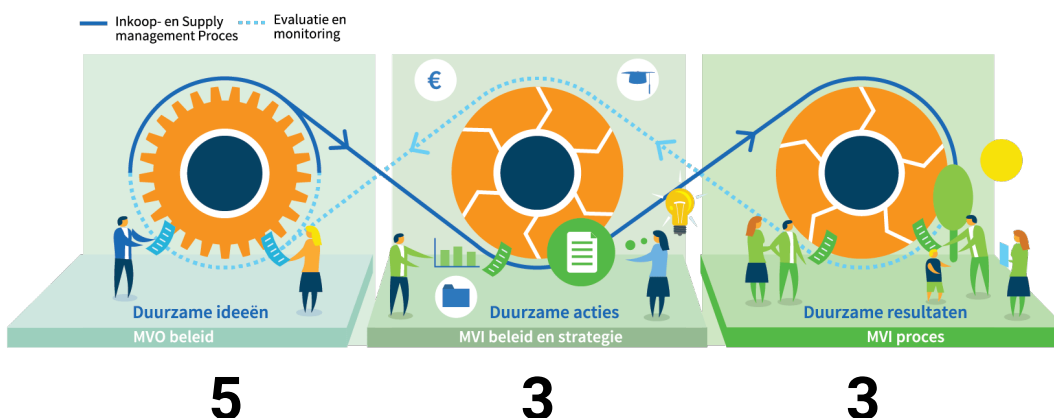 Inkoop- en Supply
management Proces
Evaluatie en
monitoring
€
Duurzame ideeën
Duurzame acties
Duurzame resultaten
MVO beleid
MVI beleid en strategie
MVI proces
5
3
3